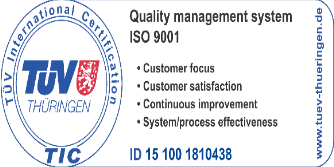 TÜV International Certification
TÜV
THÜRINGEN
TIC
Quality management system
ISO 9001
• Customer focus
• Customer satisfaction
• Continuous improvement
• System/process effectiveness
ID 15 100 1810438
www.tuev-thueringen.de